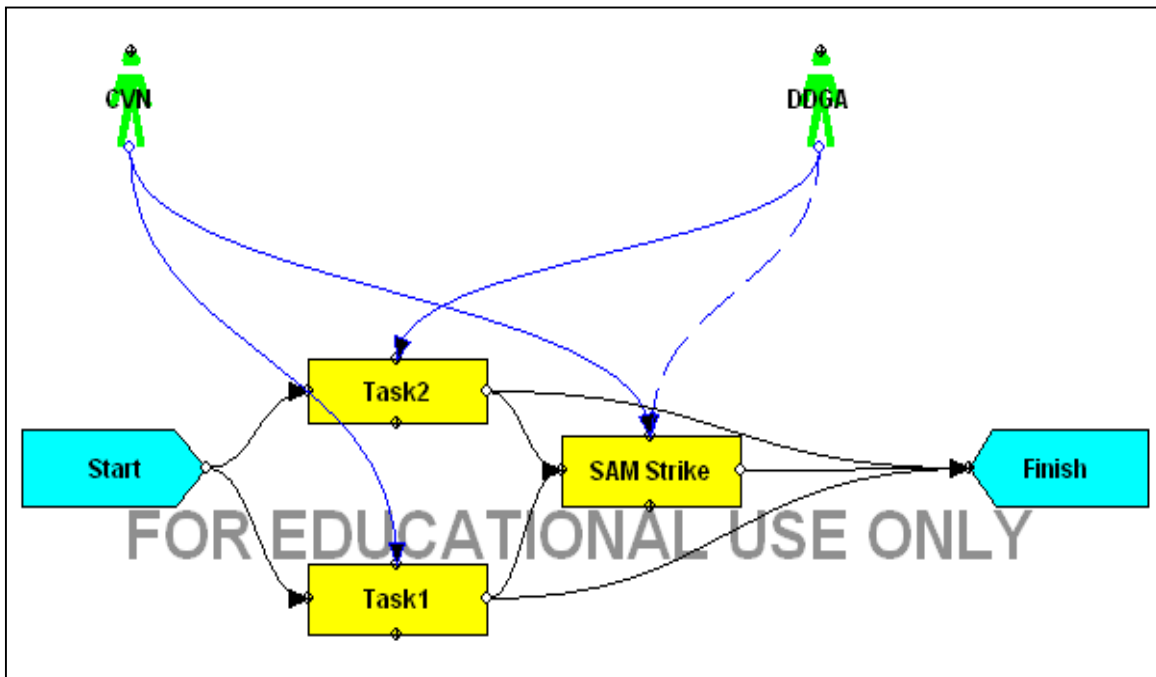 CVN
DDGA
Task2
Start
SAM Strike
Finish
FOR EDUCATIONAL USE ONLY
Task1